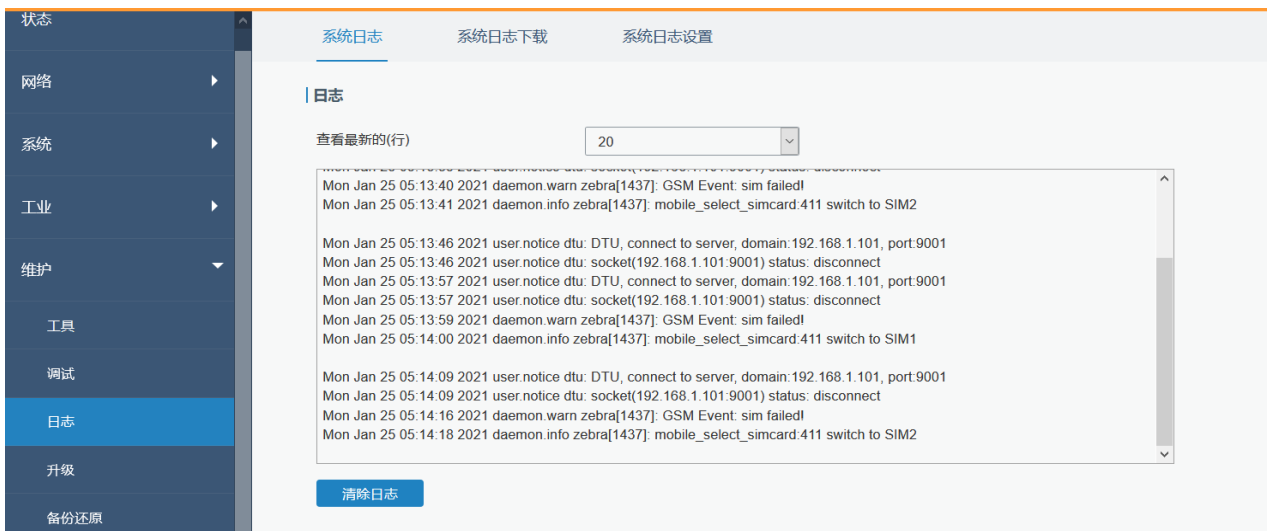 状态
网络
系统
工业
维护
工具
调试
日志
升级
备份还原
系统日志 系统日志下载 系统日志设置
日志
查看最新的(行) 20
Mon Jan 25 05:13:40 2021 daemon.warn zebra[1437]: GSM Event: sim failed!
Mon Jan 25 05:13:41 2021 daemon.info zebra[1437]: mobile_select_simcard:411 switch to SIM2
Mon Jan 25 05:13:46 2021 user.notice dtu: DTU, connect to server, domain:192.168.1.101, port:9001
Mon Jan 25 05:13:46 2021 user.notice dtu: socket(192.168.1.101:9001) status: disconnect
Mon Jan 25 05:13:57 2021 user.notice dtu: DTU, connect to server, domain:192.168.1.101, port:9001
Mon Jan 25 05:13:57 2021 user.notice dtu: socket(192.168.1.101:9001) status: disconnect
Mon Jan 25 05:13:59 2021 daemon.warn zebra[1437]: GSM Event: sim failed!
Mon Jan 25 05:14:00 2021 daemon.info zebra[1437]: mobile_select_simcard:411 switch to SIM1
Mon Jan 25 05:14:09 2021 user.notice dtu: DTU, connect to server, domain:192.168.1.101, port:9001
Mon Jan 25 05:14:09 2021 user.notice dtu: socket(192.168.1.101:9001) status: disconnect
Mon Jan 25 05:14:16 2021 daemon.warn zebra[1437]: GSM Event: sim failed!
Mon Jan 25 05:14:18 2021 daemon.info zebra[1437]: mobile_select_simcard:411 switch to SIM2
清除日志